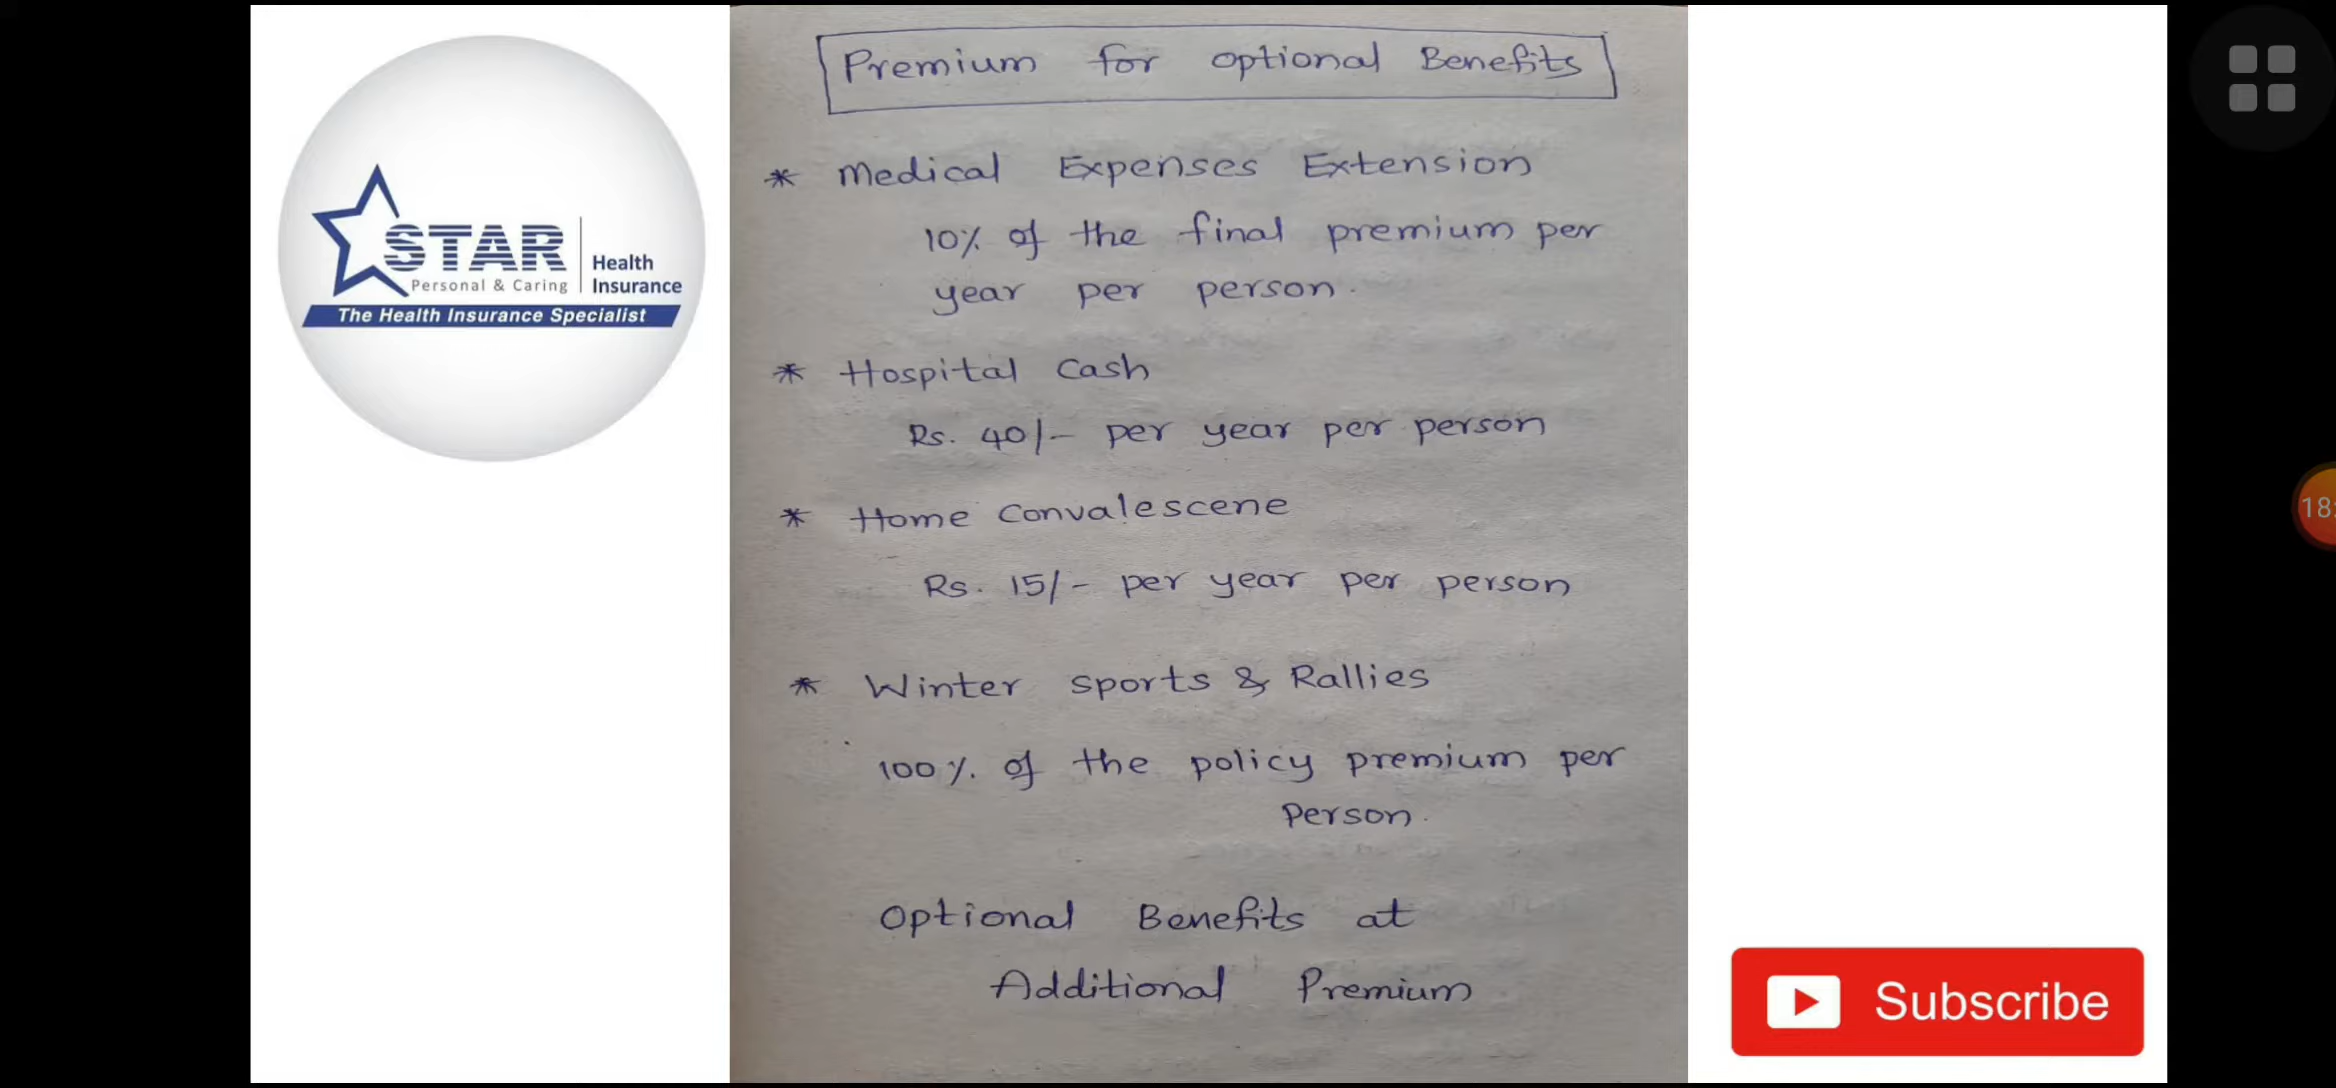 STAR
Health
Personal & Caring
Insurance
The Health Insurance Specialist
Premium for optional Benefits
* Medical Expenses Extension
10% of the final premium per
year per person.
* Hospital Cash
Rs. 40/- per year per person
* Home Convalescene
Rs. 15/- per year per person
* Winter sports & Rallies
100%. of the policy premium per
person.
Optional Benefits at
Additional Premium
18:
Subscribe